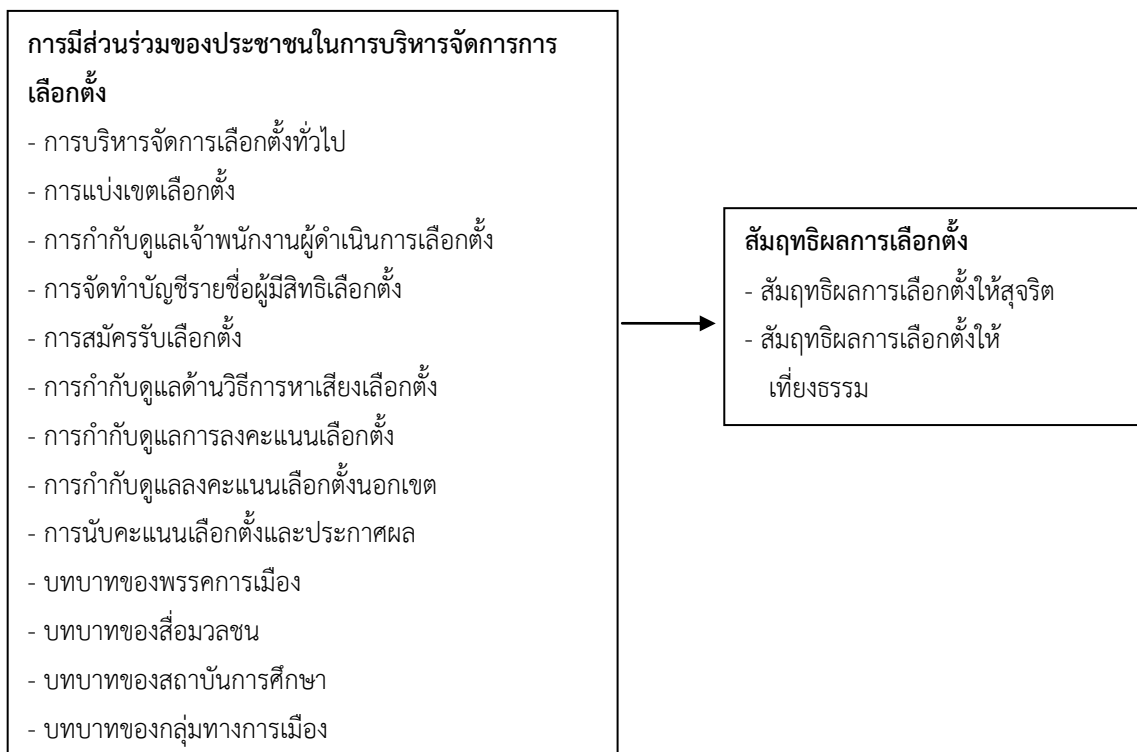 การมีส่วนร่วมของประชาชนในการบริหารจัดการการ
เลือกตั้ง
- การบริหารจัดการเลือกตั้งทั่วไป
- การแบ่งเขตเลือกตั้ง
- การกำกับดูแลเจ้าพนักงานผู้ดำเนินการเลือกตั้ง
- การจัดทำบัญชีรายชื่อผู้มีสิทธิเลือกตั้ง
- การสมัครรับเลือกตั้ง
- การกำกับดูแลด้านวิธีการหาเสียงเลือกตั้ง
- การกำกับดูแลการลงคะแนนเลือกตั้ง
- การกำกับดูแลลงคะแนนเลือกตั้งนอกเขต
- การนับคะแนนเลือกตั้งและประกาศผล
- บทบาทของพรรคการเมือง
- บทบาทของสื่อมวลชน
- บทบาทของสถาบันการศึกษา
- บทบาทของกลุ่มทางการเมือง
สัมฤทธิผลการเลือกตั้ง
- สัมฤทธิผลการเลือกตั้งให้สุจริต
- สัมฤทธิผลการเลือกตั้งให้
เที่ยงธรรม